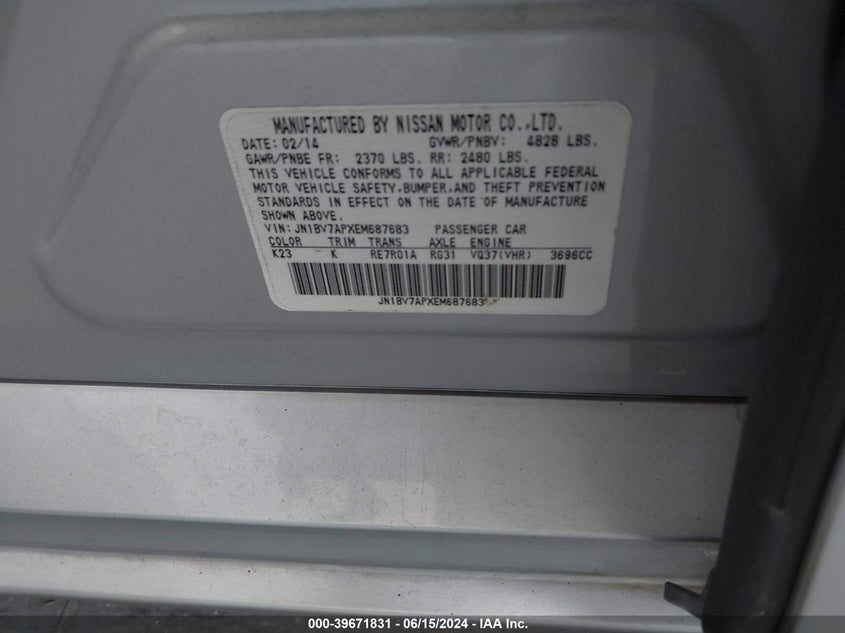 MANUFACTURED BY NISSAN MOTOR CO.,LTD.
DATE: 02/14 GVWR/PNBV: 4828 LBS.
GAWR/PNBE FR: 2370 LBS. RR: 2480 LBS.
THIS VEHICLE CONFORMS TO ALL APPLICABLE FEDERAL
MOTOR VEHICLE SAFETY,BUMPER,AND THEFT PREVENTION
STANDARDS IN EFFECT ON THE DATE OF MANUFACTURE
SHOWN ABOVE.
VIN: JN1BV7APXEM687683 PASSENGER CAR
COLOR TRIM TRANS AXLE ENGINE
K23 K RE7R01A RG31 VQ37(VHR) 3696CC
JN1BV7APXEM687683
000-39671831 - 06/15/2024 - IAA Inc.